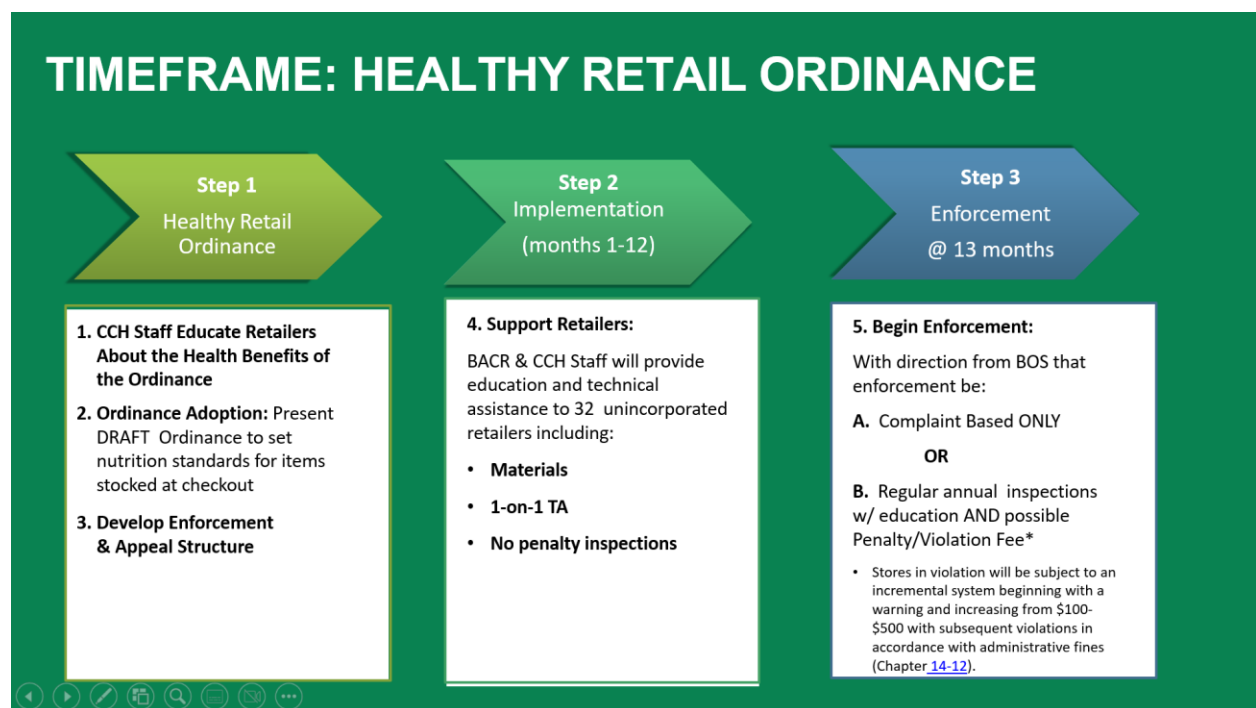 TIMEFRAME: HEALTHY RETAIL ORDINANCE
Step 1
Healthy Retail
Ordinance
1. CCH Staff Educate Retailers
About the Health Benefits of
the Ordinance
2. Ordinance Adoption: Present
DRAFT Ordinance to set
nutrition standards for items
stocked at checkout
3. Develop Enforcement
& Appeal Structure
Step 2
Implementation
(months 1-12)
4. Support Retailers:
BACR & CCH Staff will provide
education and technical
assistance to 32 unincorporated
retailers including:
• Materials
• 1-on-1 TA
• No penalty inspections
Step 3
Enforcement
@ 13 months
5. Begin Enforcement:
With direction from BOS that
enforcement be:
A. Complaint Based ONLY
OR
B. Regular annual inspections
w/ education AND possible
Penalty/Violation Fee*
• Stores in violation will be subject to an
incremental system beginning with a
warning and increasing from $100-
$500 with subsequent violations in
accordance with administrative fines
(Chapter 14-12).